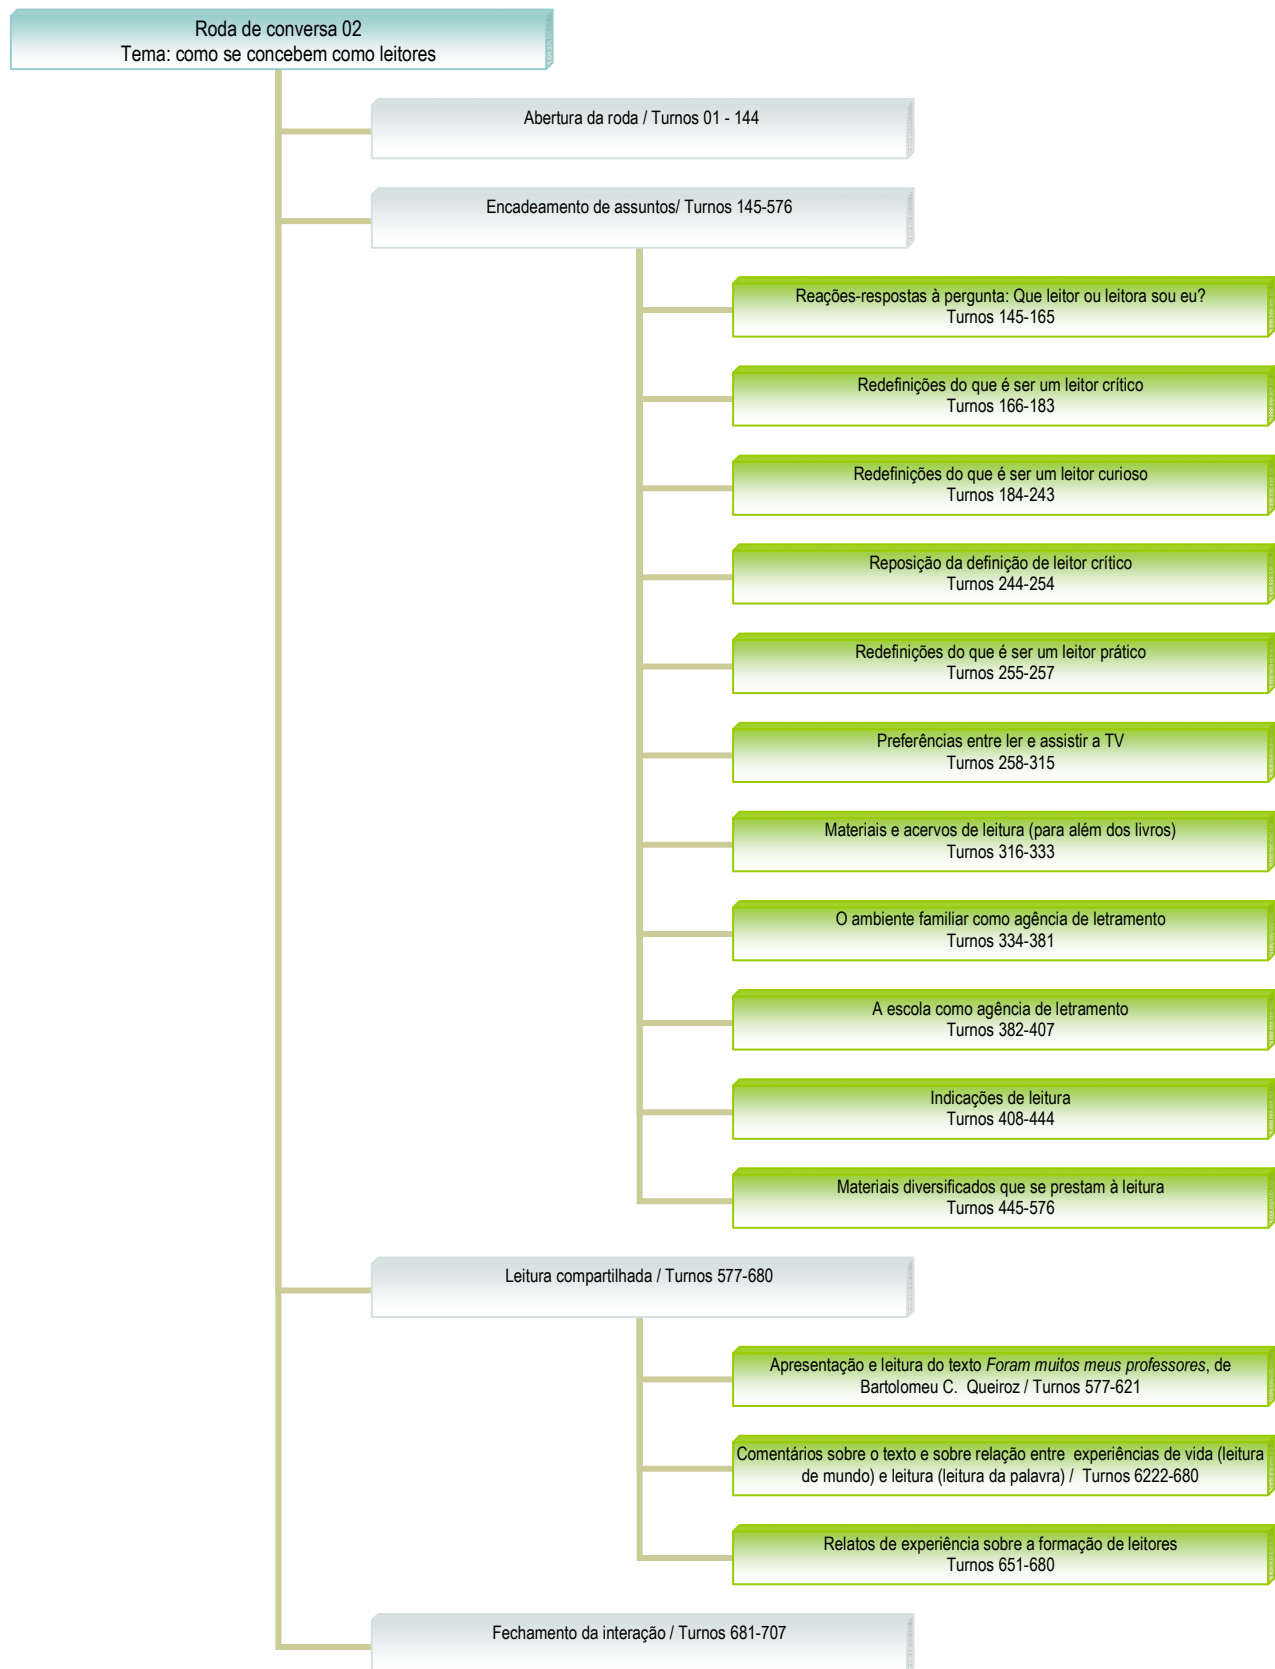 Roda de conversa 02
Tema: como se concebem como leitores
Abertura da roda / Turnos 01 - 144
Encadeamento de assuntos/ Turnos 145-576
Reações-respostas à pergunta: Que leitor ou leitora sou eu?
Turnos 145-165
Redefinições do que é ser um leitor crítico
Turnos 166-183
Redefinições do que é ser um leitor curioso
Turnos 184-243
Reposição da definição de leitor crítico
Turnos 244-254
Redefinições do que é ser um leitor prático
Turnos 255-257
Preferências entre ler e assistir a TV
Turnos 258-315
Materiais e acervos de leitura (para além dos livros)
Turnos 316-333
O ambiente familiar como agência de letramento
Turnos 334-381
A escola como agência de letramento
Turnos 382-407
Indicações de leitura
Turnos 408-444
Materiais diversificados que se prestam à leitura
Turnos 445-576
Leitura compartilhada / Turnos 577-680
Apresentação e leitura do texto Foram muitos meus professores, de
Bartolomeu C. Queiroz / Turnos 577-621
Comentários sobre o texto e sobre relação entre experiências de vida (leitura
de mundo) e leitura (leitura da palavra) / Turnos 6222-680
Relatos de experiência sobre a formação de leitores
Turnos 651-680
Fechamento da interação / Turnos 681-707